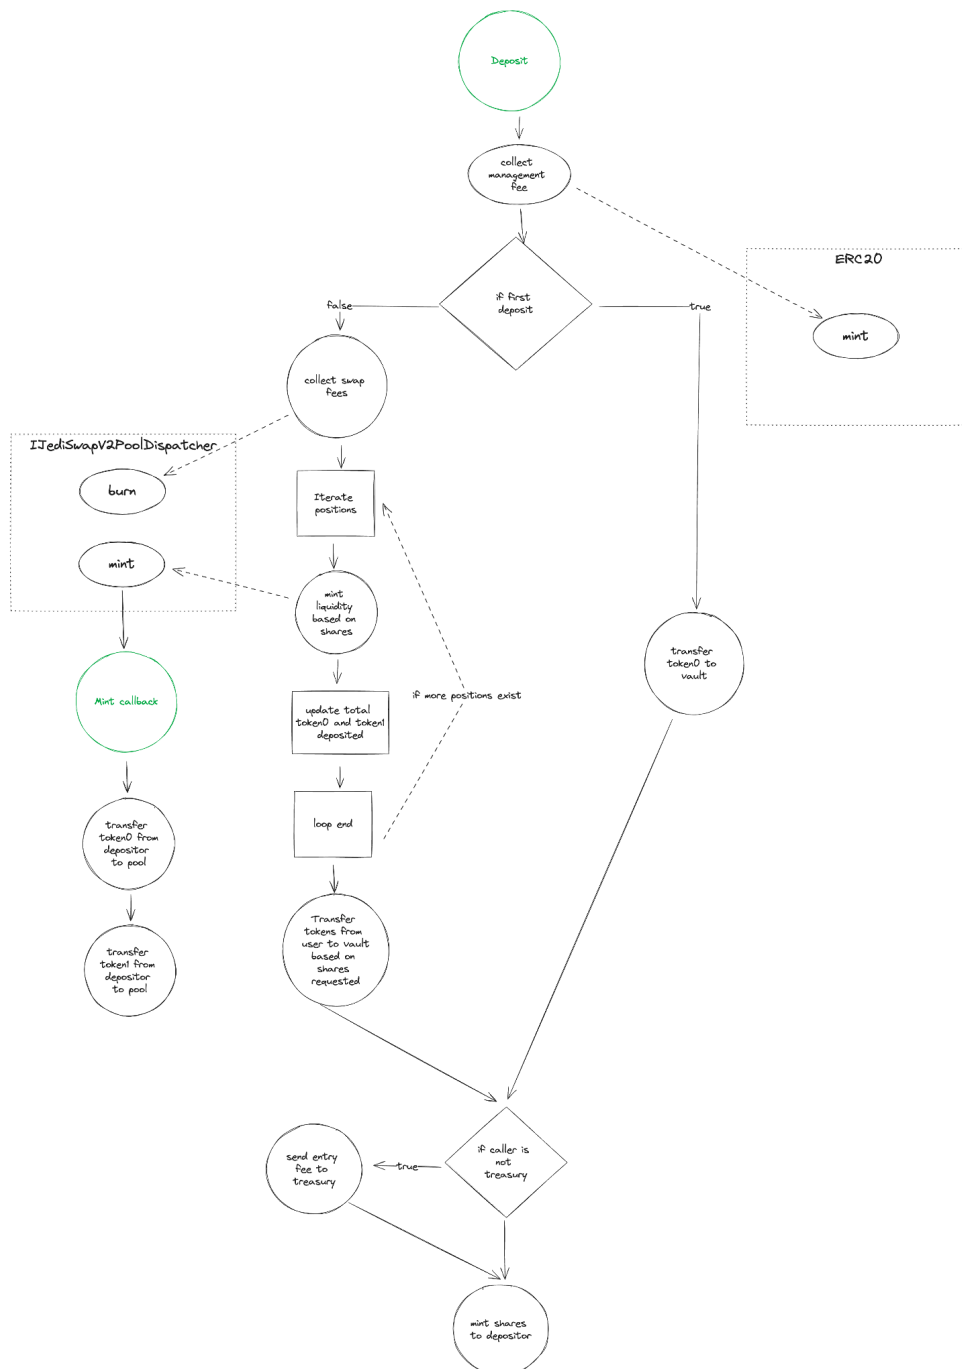 Deposit
collect
management
fee
ERC20
if first
deposit
false
true
mint
collect swap
fees
IJediSwapV2PoolDispatcher
burn
Iterate
positions
mint
mint
liquidity
based on
shares
transfer
token0 to
vault
Mint callback
if more positions exist
update total
token0 and token1
deposited
loop end
transfer
token0 from
depositor
to pool
Transfer
tokens from
user to vault
based on
shares
requested
transfer
token1 from
depositor
to pool
if caller is
not
treasury
true
send entry
fee to
treasury
mint shares
to depositor